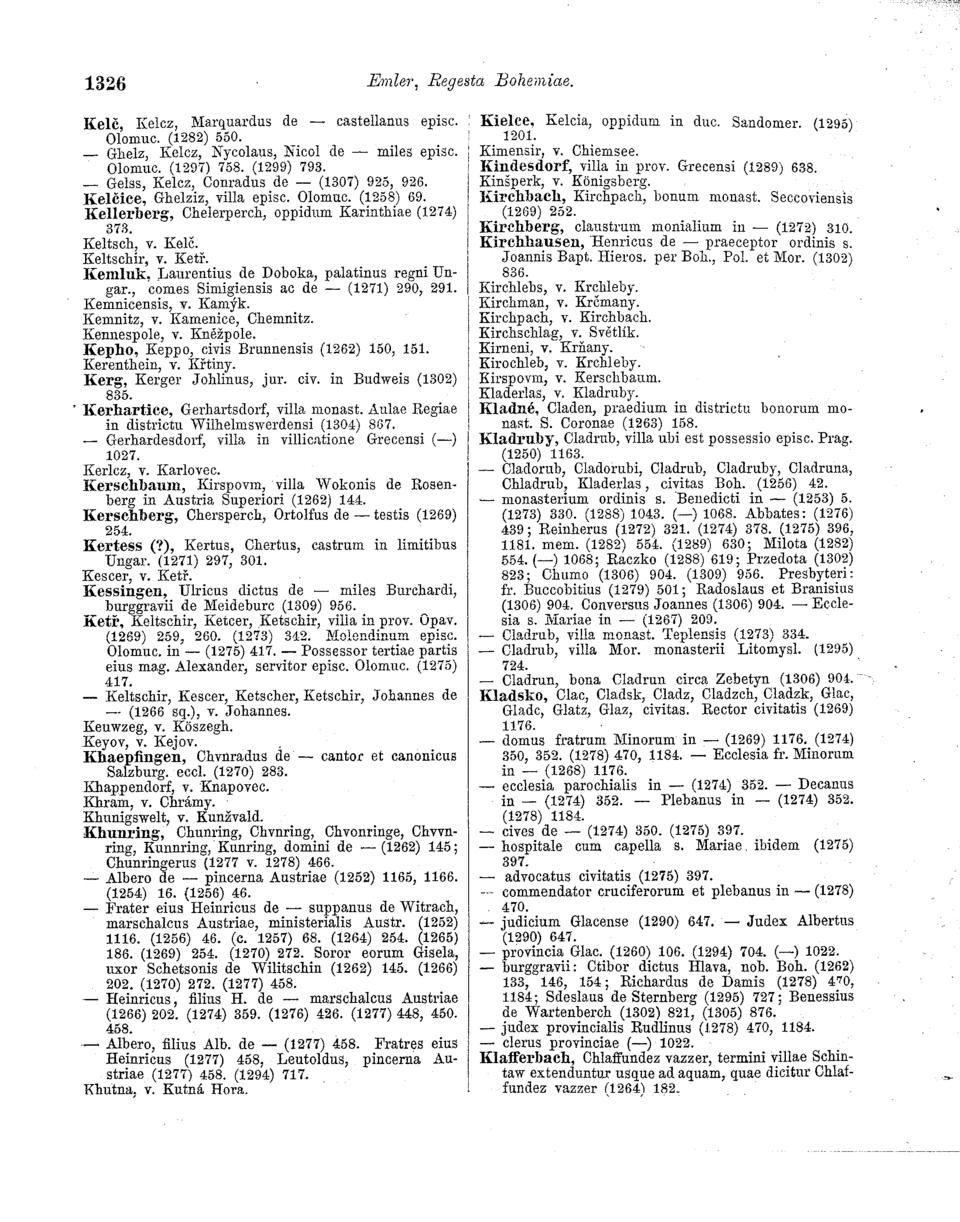 1326
Emler, Regesta Bohemiae.
Kelč, Kelcz, Marquardus de — castellanus episc.
Olomuc. (1282) 550.
— Ghelz, Kelcz, Nycolaus, Nicol de — miles episc.
Olomuc. (1297) 758. (1299) 793.
— Gelss, Kelcz, Conradus de — (1307) 925, 926.
Kelčice, Ghelziz, villa episc. Olomuc. (1258) 69.
Kellerberg, Chelerperch, oppidum Karinthiae (1274)
373.
Keltsch, v. Kelč.
Keltschir, v. Ketř.
Kemluk, Laurentius de Doboka, palatinus regni Un-
gar., comes Simigiensis ac de — (1271) 290, 291.
Kemnicensis, v. Kamýk.
Kemnitz, v. Kamenice, Chemnitz.
Kennespole, v. Kněžpole.
Kepho, Keppo, civis Brunnensis (1262) 150, 151.
Kerenthein, v. Křtiny.
Kerg, Kerger Johlinus, jur. civ. in Budweis (1302)
835.
Kerhartice, Gerhartsdorf, villa monast. Aulae Regiae
in districtu Wilhelmswerdensi (1304) 867.
— Gerhardesdorf, villa in villicatione Grecensi (—)
1027.
Kerlcz, v. Karlovec.
Kerschbaum, Kirspovm, villa Wokonis de Rosen-
berg in Austria Superiori (1262) 144.
Kerschberg, Chersperch, Ortolfus de — testis (1269)
254.
Kertess (?), Kertus, Chertus, castrum in limitibus
Ungar. (1271) 297, 301.
Kescer, v. Ketř.
Kessingen, Ulricus dictus de — miles Burchardi,
burggravii de Meideburc (1309) 956.
Ketř, Keltschir, Ketcer, Ketschir, villa in prov. Opav.
(1269) 259, 260. (1273) 342. Molendinum episc.
Olomuc. in — (1275) 417. — Possessor tertiae partis
eius mag. Alexander, servitor episc. Olomuc. (1275)
417.
— Keltschir, Kescer, Ketscher, Ketschir, Johannes de
— (1266 sq.), v. Johannes.
Keuwzeg, v. Köszegh.
Keyov, v. Kejov.
Khaepfingen, Chvnradus de — cantor et canonicus
Salzburg. eccl. (1270) 283.
Khappendorf, v. Knapovec.
Khram, v. Chrámy.
Khunigswelt, v. Kunžvald.
Khunring, Chunring, Chvnring, Chvonringe, Chvvn-
ring, Kunnring, Kunring, domini de — (1262) 145;
Chunringerus (1277 v. 1278) 466.
— Albero de — pincerna Austriae (1252) 1165, 1166.
(1254) 16. (1256) 46.
— Frater eius Heinricus de — suppanus de Witrach,
marschalcus Austriae, ministerialis Austr. (1252)
1116. (1256) 46. (c. 1257) 68. (1264) 254. (1265)
186. (1269) 254. (1270) 272. Soror eorum Gisela,
uxor Schetsonis de Wilitschin (1262) 145. (1266)
202. (1270) 272. (1277) 458.
— Heinricus, filius H. de — marschalcus Austriae
(1266) 202. (1274) 359. (1276) 426. (1277) 448, 450.
458.
— Albero, filius Alb. de — (1277) 458. Fratres eius
Heinricus (1277) 458, Leutoldus, pincerna Au-
striae (1277) 458. (1294) 717.
Khutna, v. Kutná Hora.
Kielce, Kelcia, oppidum in duc. Sandomer. (1295)
1201.
Kimensir, v. Chiemsee.
Kindesdorf, villa in prov. Grecensi (1289) 638.
Kinšperk, v. Königsberg.
Kirchbach, Kirchpach, bonum monast. Seccoviensis
(1269) 252.
Kirchberg, claustrum monialium in — (1272) 310.
Kirchhausen, Henricus de — praeceptor ordinis s.
Joannis Bapt. Hieros. per Boh., Pol. et Mor. (1302)
836.
Kirchlebs, v. Krchleby.
Kirchman, v. Krčmany.
Kirchpach, v. Kirchbach.
Kirchschlag, v. Světlík.
Kirneni, v. Krňany.
Kirochleb, v. Krchleby.
Kirspovm, v. Kerschbaum.
Kladerlas, v. Kladruby.
Kladné, Claden, praedium in districtu bonorum mo-
nast. S. Coronae (1263) 158.
Kladruby, Cladrub, villa ubi est possessio episc. Prag.
(1250) 1163.
— Cladorub, Cladorubi, Cladrub, Cladruby, Cladruna,
Chladrub, Kladerlas, civitas Boh. (1256) 42.
— monasterium ordinis s. Benedicti in — (1253) 5.
(1273) 330. (1288) 1043. (—) 1068. Abbates: (1276)
439; Reinherus (1272) 321. (1274) 378. (1275) 396,
1181. mem. (1282) 554. (1289) 630; Milota (1282)
554. (—) 1068; Raczko (1288) 619; Przedota (1302)
823; Chumo (1306) 904. (1309) 956. Presbyteri:
fr. Buccobitius (1279) 501; Radoslaus et Branisius
(1306) 904. Conversus Joannes (1306) 904. — Eccle-
sia s. Mariae in — (1267) 209.
— Cladrub, villa monast. Teplensis (1273) 334.
— Cladrub, villa Mor. monasterii Litomysl. (1295)
724.
— Cladrun, bona Cladrun circa Zebetyn (1306) 904.
Kladsko, Clac, Cladsk, Cladz, Cladzch, Cladzk, Glac,
Gladc, Glatz, Glaz, civitas. Rector civitatis (1269)
1176.
— domus fratrum Minorum in — (1269) 1176. (1274)
350, 352. (1278) 470, 1184. — Ecclesia fr. Minorum
in — (1268) 1176.
— ecclesia parochialis in — (1274) 352. — Decanus
in — (1274) 352. — Plebanus in — (1274) 352.
(1278) 1184.
— cives de — (1274) 350. (1275) 397.
— hospitale cum capella s. Mariae ibidem (1275)
397.
— advocatus civitatis (1275) 397.
— commendator cruciferorum et plebanus in — (1278)
470.
— judicium Glacense (1290) 647. — Judex Albertus
(1290) 647.
— provincia Glac. (1260) 106. (1294) 704. (—) 1022.
— burggravii: Ctibor dictus Hlava, nob. Boh. (1262)
133, 146, 154; Richardus de Damis (1278) 470,
1184; Sdeslaus de Sternberg (1295) 727; Benessius
de Wartenberch (1302) 821, (1305) 876.
— judex provincialis Rudlinus (1278) 470, 1184.
— clerus provinciae (—) 1022.
Klafferbach, Chlaffundez vazzer, termini villae Schin-
taw extenduntur usque ad aquam, quae dicitur Chlaf-
fundez vazzer (1264) 182.